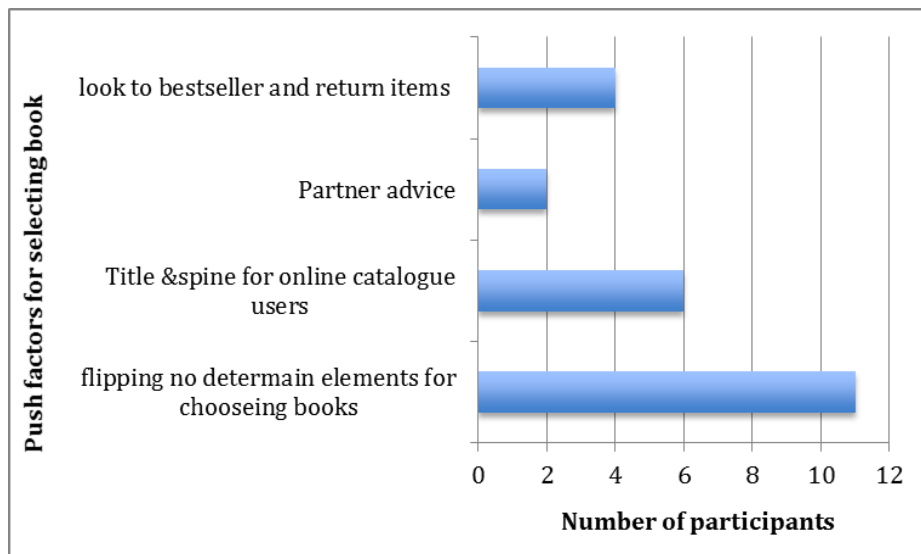 Push factors for selecting book
look to bestseller and return items
Partner advice
Title &spine for online catalogue
users
flipping no determain elements for
chooseing books
0 2 4 6 8 10 12
Number of participants